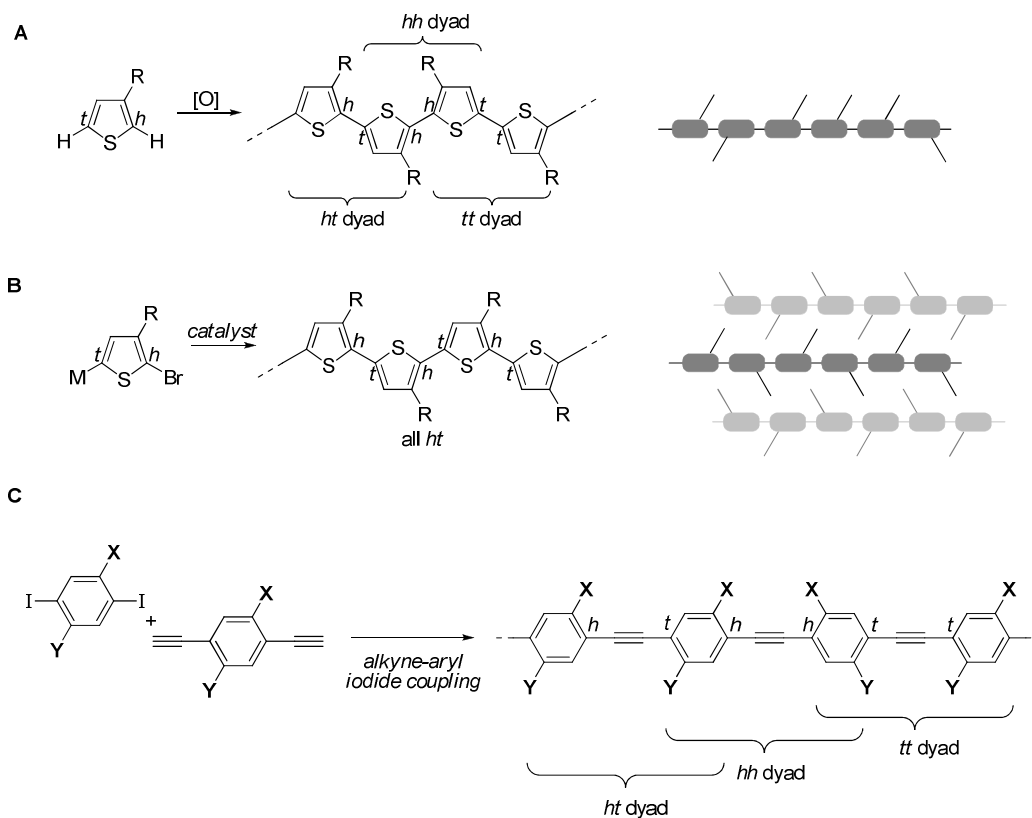 A
hh dyad
R
R
[O]
t
h
H
S
H
S
h
S
t
h
h
S
t
t
S
R
R
ht dyad
tt dyad
B
R
catalyst
t
h
M
S
Br
R
R
S
h
S
t
h
t
S
h
t
S
R
R
all ht
C
X
I
I
Y
+
X
Y
alkyne-aryl
iodide coupling
X
X
X
X
h
t
h
h
t
t
Y
Y
Y
Y
tt dyad
hh dyad
ht dyad